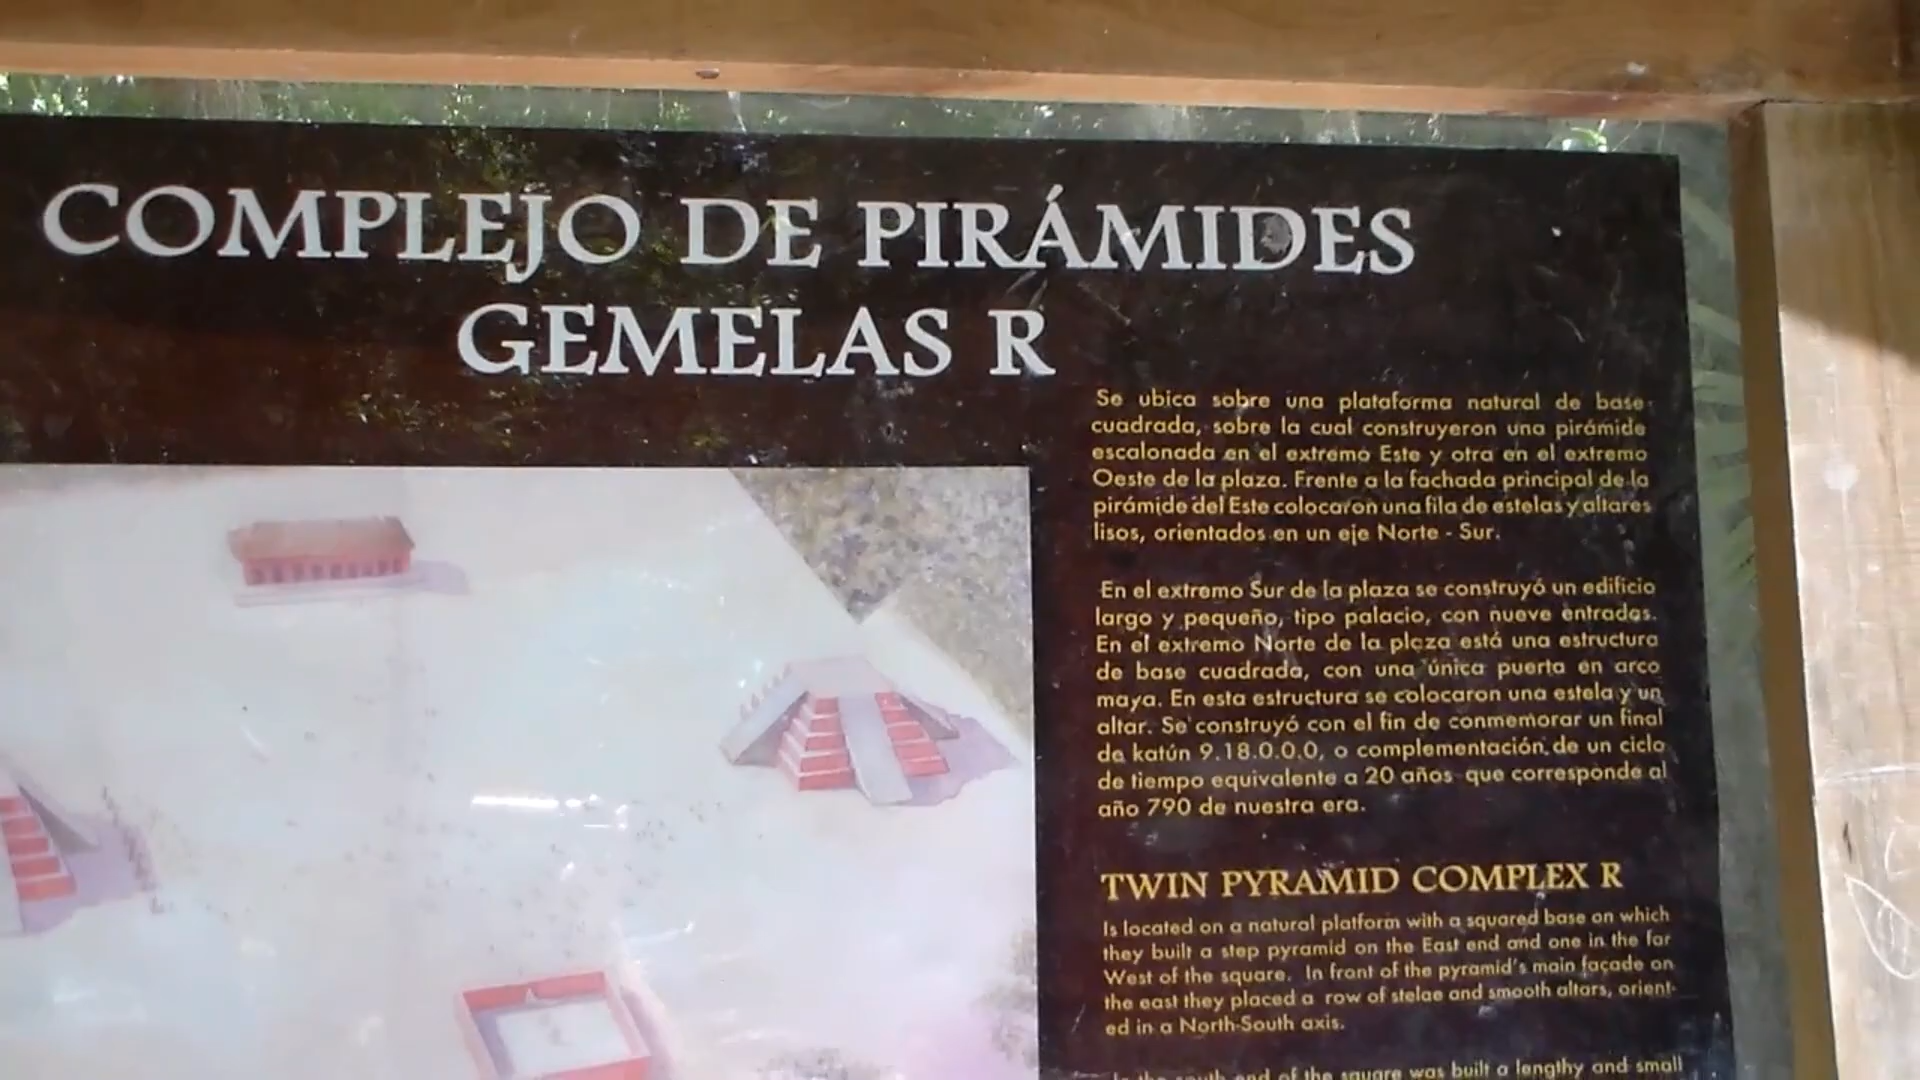 COMPLEJO DE PIRÁMIDES
GEMELAS R
Se ubica sobre una plataforma natural de base
cuadrada, sobre la cual construyeron una pirámide
escalonada en el extremo Este y otra en el extremo
Oeste de la plaza. Frente a la fachada principal de la
pirámide del Este colocaron una fila de estelas y altares
lisos, orientados en un eje Norte - Sur.
En el extremo Sur de la plaza se construyó un edificio
largo y pequeño, tipo palacio, con nueve entradas.
En el extremo Norte de la plaza está una estructura
de base cuadrada, con una única puerta en arco
maya. En esta estructura se colocaron una estela y un
altar. Se construyó con el fin de conmemorar un final
de katún 9.18.0.0.0, o complementación de un ciclo
de tiempo equivalente a 20 años que corresponde al
año 790 de nuestra era.
TWIN PYRAMID COMPLEX R
Is located on a natural platform with a squared base on which
they built a step pyramid on the East end and one in the far
West of the square. In front of the pyramid's main façade on
the east they placed a row of stelae and smooth altars, orient-
ed in a North-South axis.
In the south end of the square was built a lengthy and small